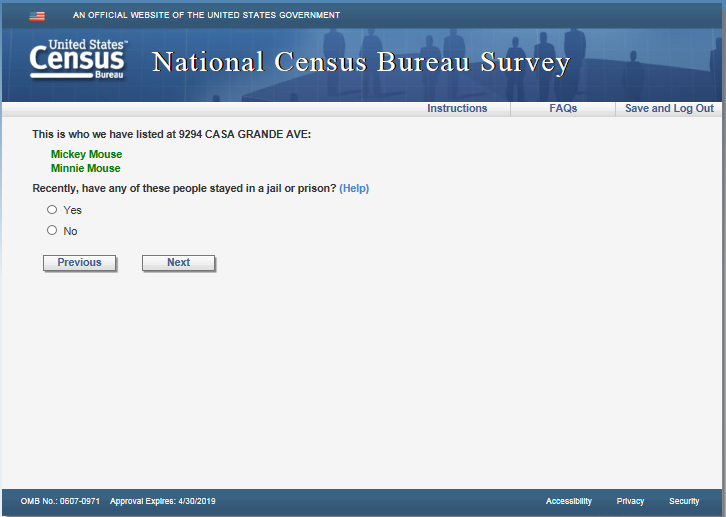 AN OFFICIAL WEBSITE OF THE UNITED STATES GOVERNMENT
United States™
Census
Bureau
National Census Bureau Survey
Instructions FAQs Save and Log Out
This is who we have listed at 9294 CASA GRANDE AVE:
Mickey Mouse
Minnie Mouse
Recently, have any of these people stayed in a jail or prison? (Help)
Yes
No
Previous Next
OMB No.: 0607-0971 Approval Expires: 4/30/2019 Accessibility Privacy Security